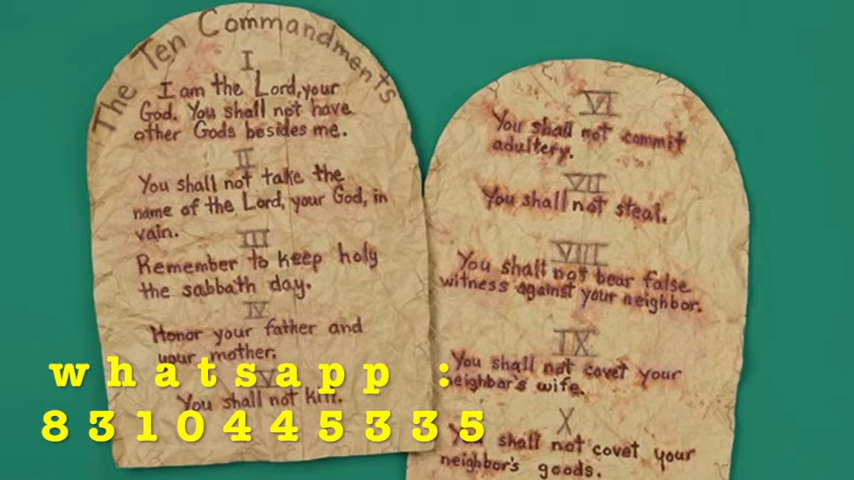 The Ten Commandments
I
I am the Lord, your
God. You shall not have
other Gods besides me.
II
You shall not take the
name of the Lord, your God, in
vain.
III
Remember to keep holy
the sabbath day.
IV
Honor your father and
your mother.
V
You shall not kill.
VI
You shall not commit
adultery.
VII
You shall not steal.
VIII
You shall not bear false
witness against your neighbor.
IX
You shall not covet your
neighbor's wife.
X
You shall not covet your
neighbor's goods.
whatsapp :
8310445335